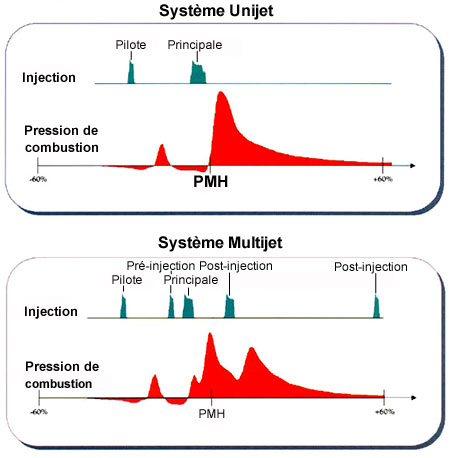 Système Unijet
Pilote Principale
Injection
Pression de
combustion
-60% PMH +60%
Système Multijet
Pré-injection Post-injection Post-injection
Pilote Principale
Injection
Pression de
combustion
-60% PMH +60%